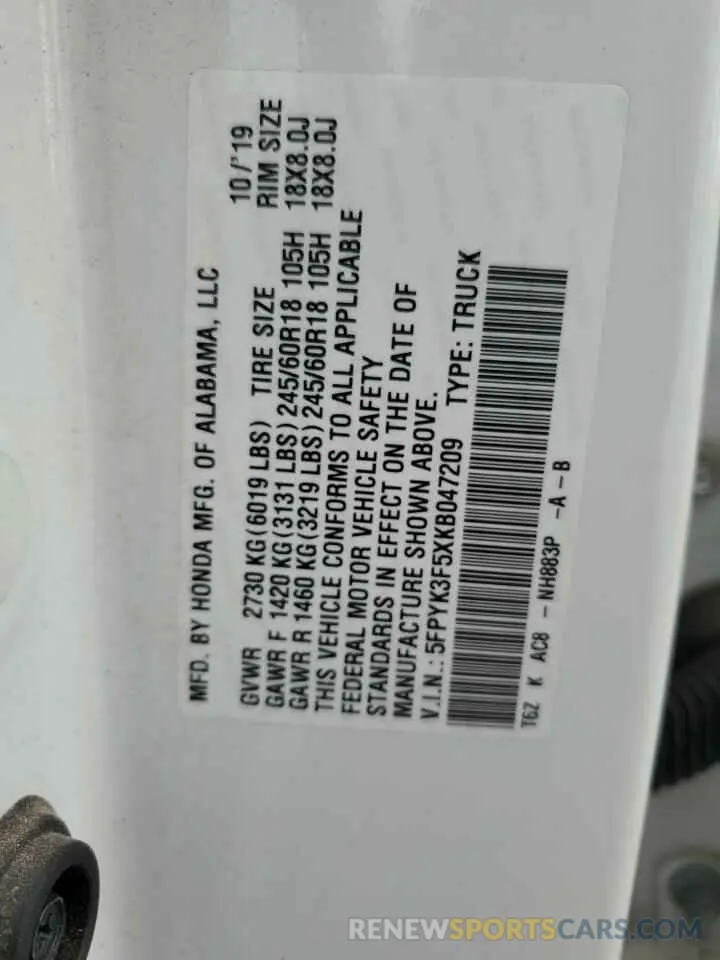 MFD. BY HONDA MFG. OF ALABAMA, LLC 10/'19
GVWR 2730 KG(6019 LBS) TIRE SIZE RIM SIZE
GAWR F 1420 KG(3131 LBS)245/60R18 105H 18X8.0J
GAWR R 1460 KG(3219 LBS)245/60R18 105H 18X8.0J
THIS VEHICLE CONFORMS TO ALL APPLICABLE
FEDERAL MOTOR VEHICLE SAFETY
STANDARDS IN EFFECT ON THE DATE OF
MANUFACTURE SHOWN ABOVE.
V.I.N.: 5FPYK3F5XKB047209 TYPE: TRUCK
T6Z K AC8 - NH883P -A-B
RENEWSPORTSCARS.COM